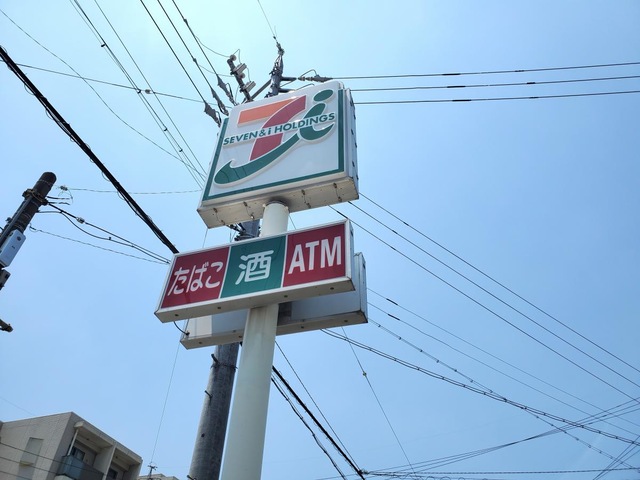 7i
SEVEN&i HOLDINGS
たばこ 酒 ATM